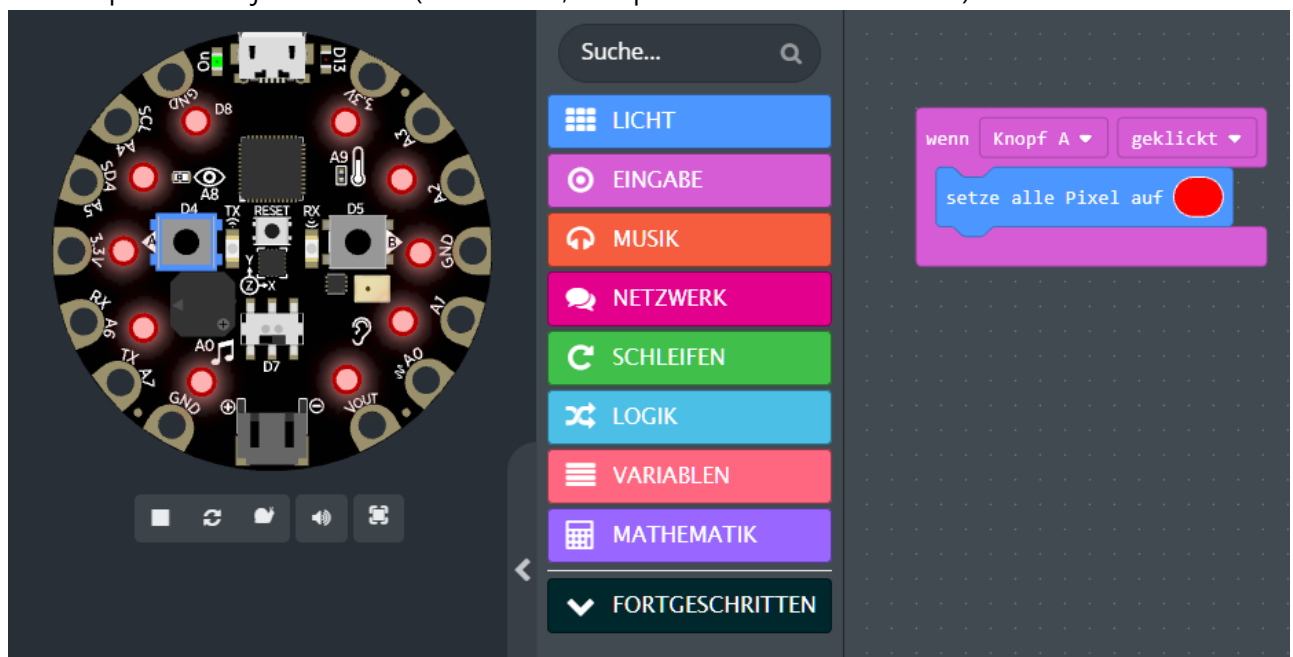 Suche...
LICHT
EINGABE
MUSIK
NETZWERK
SCHLEIFEN
LOGIK
VARIABLEN
MATHEMATIK
FORTGESCHRITTEN
wenn Knopf A geklickt
setze alle Pixel auf
On
D13
GND
D8
3.3V
SCL
A4
A3
SDA
A5
A8
A9
A2
D4
TX
RESET
RX
D5
3.3V
A
B
GND
Y
Z
X
RX
A6
A1
TX
A7
A0
D7
A0
GND
VOUT